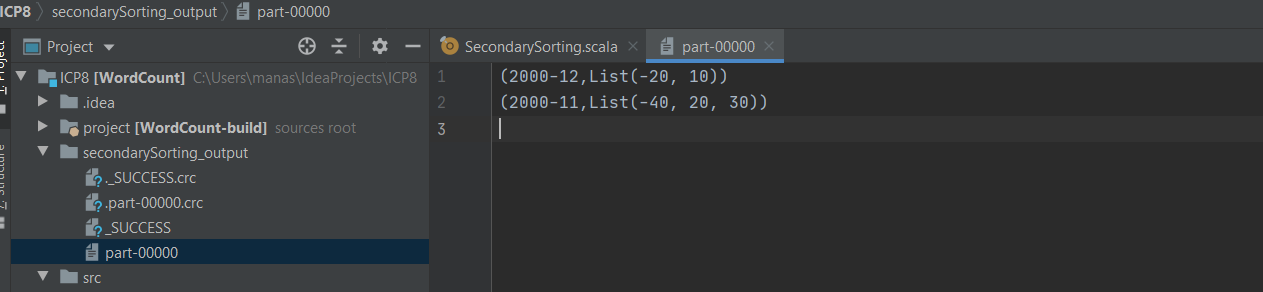 ICP8 secondarySorting_output part-00000
Project
SecondarySorting.scala
part-00000
ICP8 [WordCount] C:\Users\manas\IdeaProjects\ICP8
.idea
project [WordCount-build] sources root
secondarySorting_output
._SUCCESS.crc
.part-00000.crc
_SUCCESS
part-00000
src
1 (2000-12,List(-20, 10))
2 (2000-11,List(-40, 20, 30))
3
Project
Structure